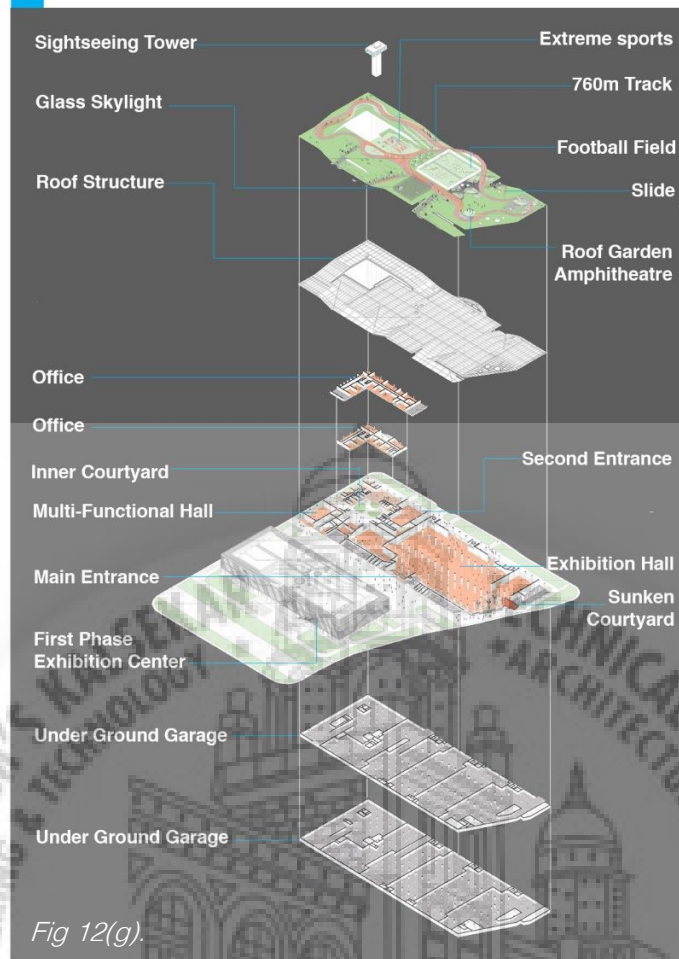 Sightseeing Tower
Extreme sports
760m Track
Glass Skylight
Football Field
Roof Structure
Slide
Roof Garden
Amphitheatre
Office
Office
Inner Courtyard
Second Entrance
Multi-Functional Hall
Exhibition Hall
Main Entrance
Sunken
Courtyard
First Phase
Exhibition Center
Under Ground Garage
Under Ground Garage
Fig 12(g).